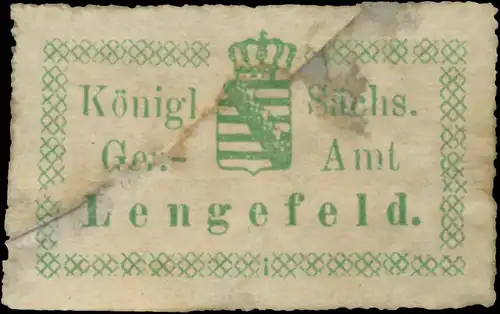 Königl Sächs.
Ger.- Amt
Lengefeld.